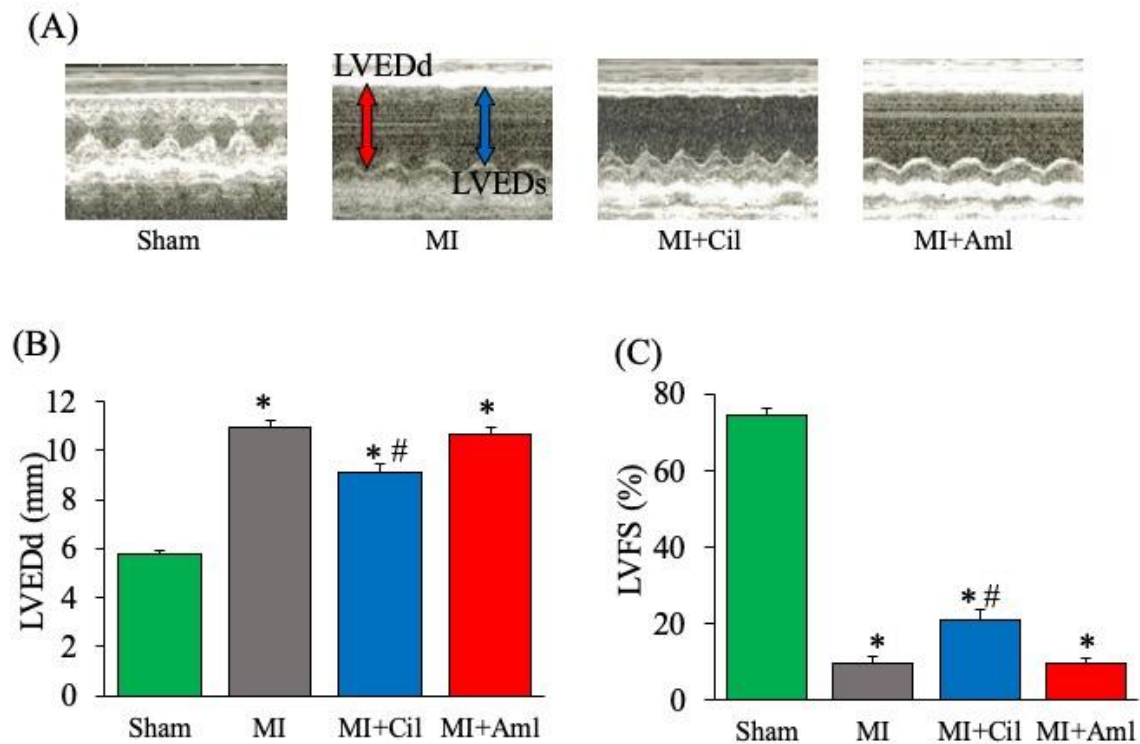 (A)
LVEDd
LVEDs
Sham MI MI+Cil MI+Aml
(B)
LVEDd (mm)
12
10
8
6
4
2
0
*
* #
*
Sham MI MI+Cil MI+Aml
(C)
LVFS (%)
80
60
40
20
0
*
* #
*
Sham MI MI+Cil MI+Aml